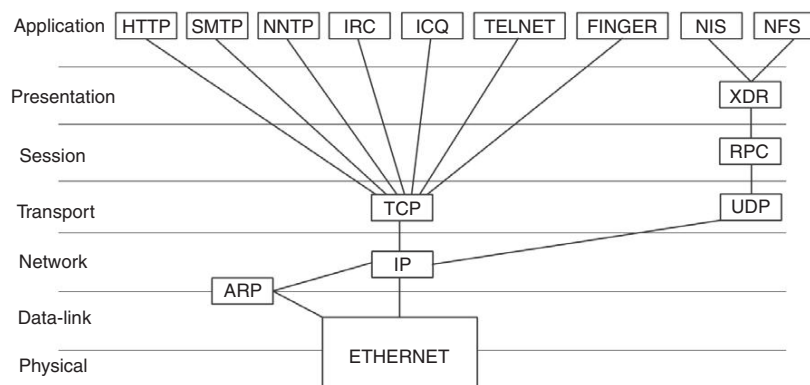 Application HTTP SMTP NNTP IRC ICQ TELNET FINGER NIS NFS
Presentation XDR
Session RPC
Transport TCP UDP
Network IP
ARP
Data-link
ETHERNET
Physical